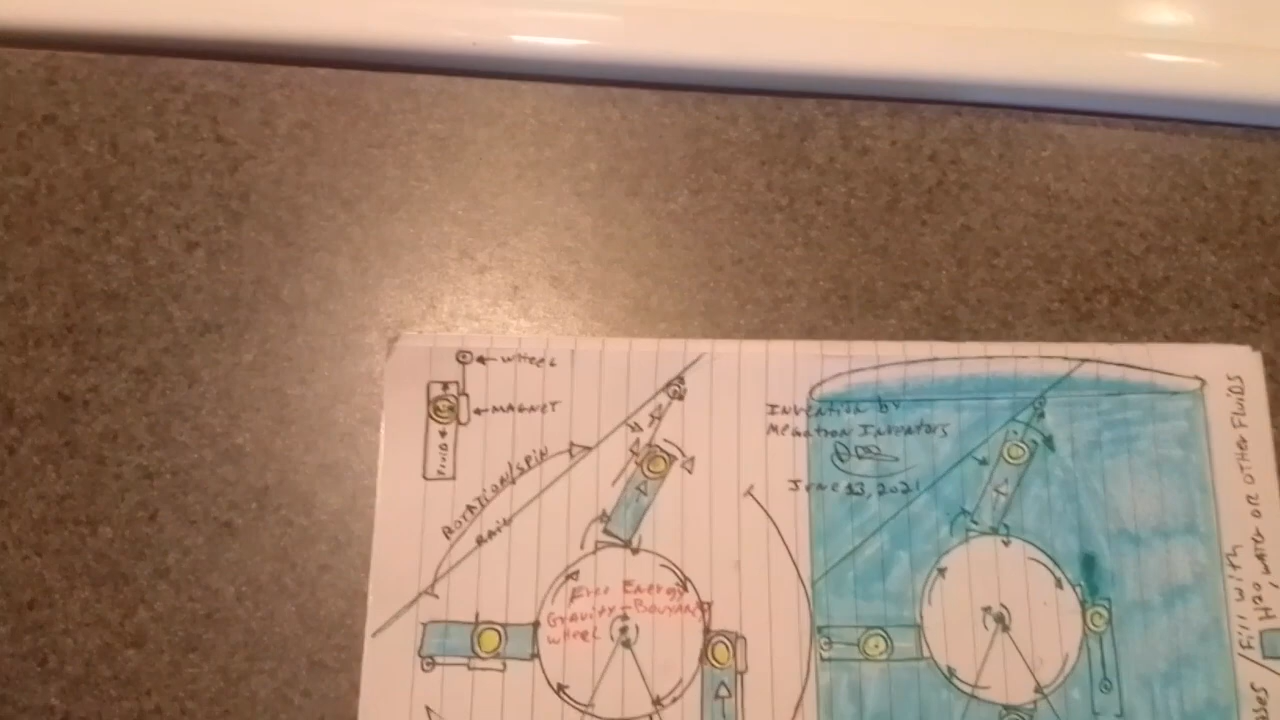 WHEEL
MAGNET
FLUID
ROTATION/SPIN
RAIL
Free Energy
Gravity-Bouyancy
wheel
Invention by
Megatron Inventors
June 13, 2021
/Fill with
H2O, WATER OR OTHER FLUIDS